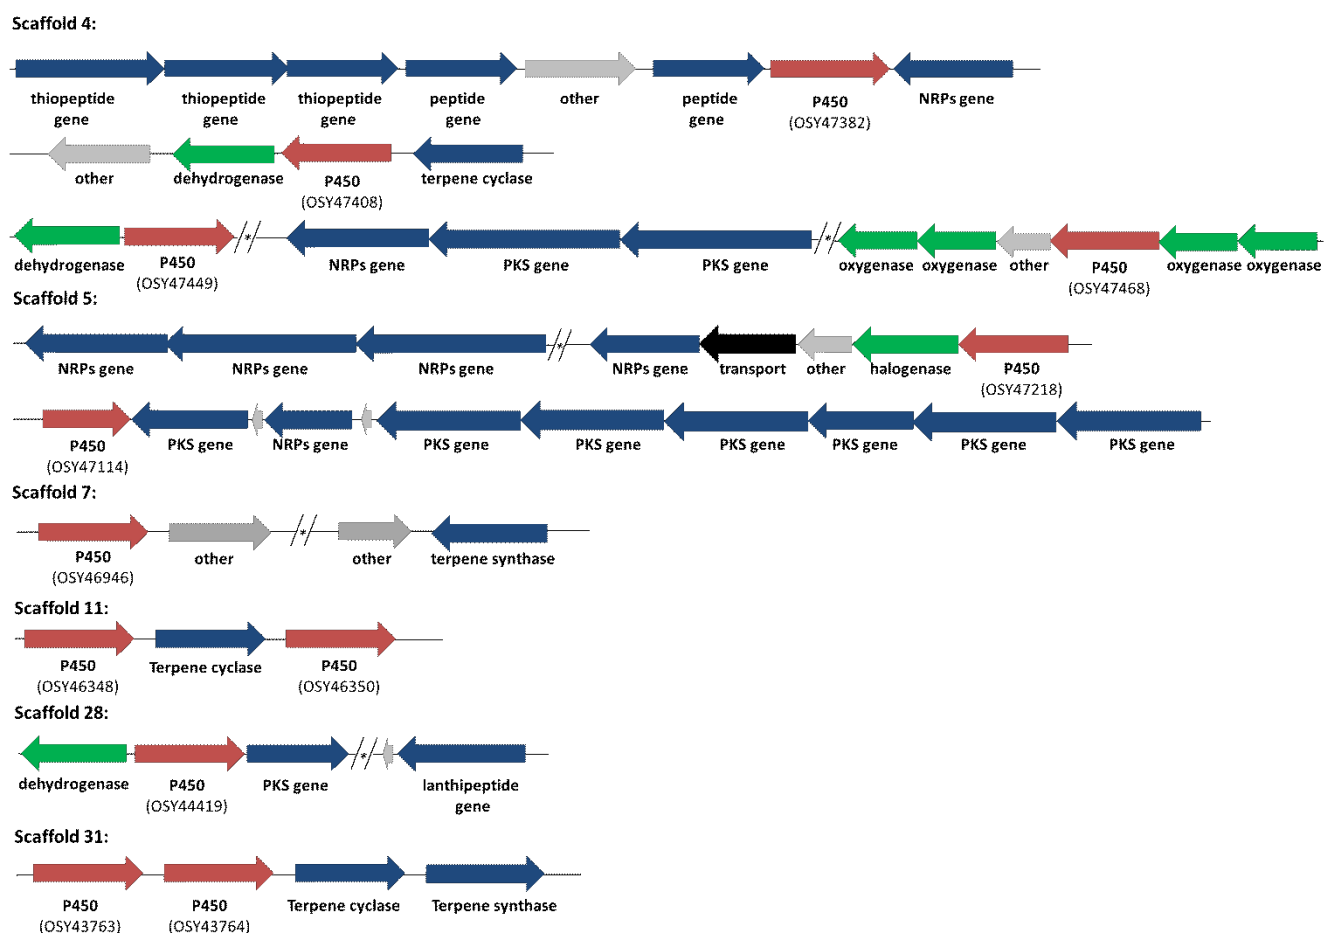 Scaffold 4:
thiopeptide gene thiopeptide gene thiopeptide gene peptide gene other peptide gene P450 (OSY47382) NRPs gene
other dehydrogenase P450 (OSY47408) terpene cyclase
* *
dehydrogenase P450 (OSY47449) NRPs gene PKS gene PKS gene oxygenase oxygenase other P450 (OSY47468) oxygenase oxygenase
Scaffold 5:
*
NRPs gene NRPs gene NRPs gene NRPs gene transport other halogenase P450 (OSY47218)
P450 (OSY47114) PKS gene NRPs gene PKS gene PKS gene PKS gene PKS gene PKS gene PKS gene
Scaffold 7:
*
P450 (OSY46946) other other terpene synthase
Scaffold 11:
P450 (OSY46348) Terpene cyclase P450 (OSY46350)
Scaffold 28:
*
dehydrogenase P450 (OSY44419) PKS gene lanthipeptide gene
Scaffold 31:
P450 (OSY43763) P450 (OSY43764) Terpene cyclase Terpene synthase